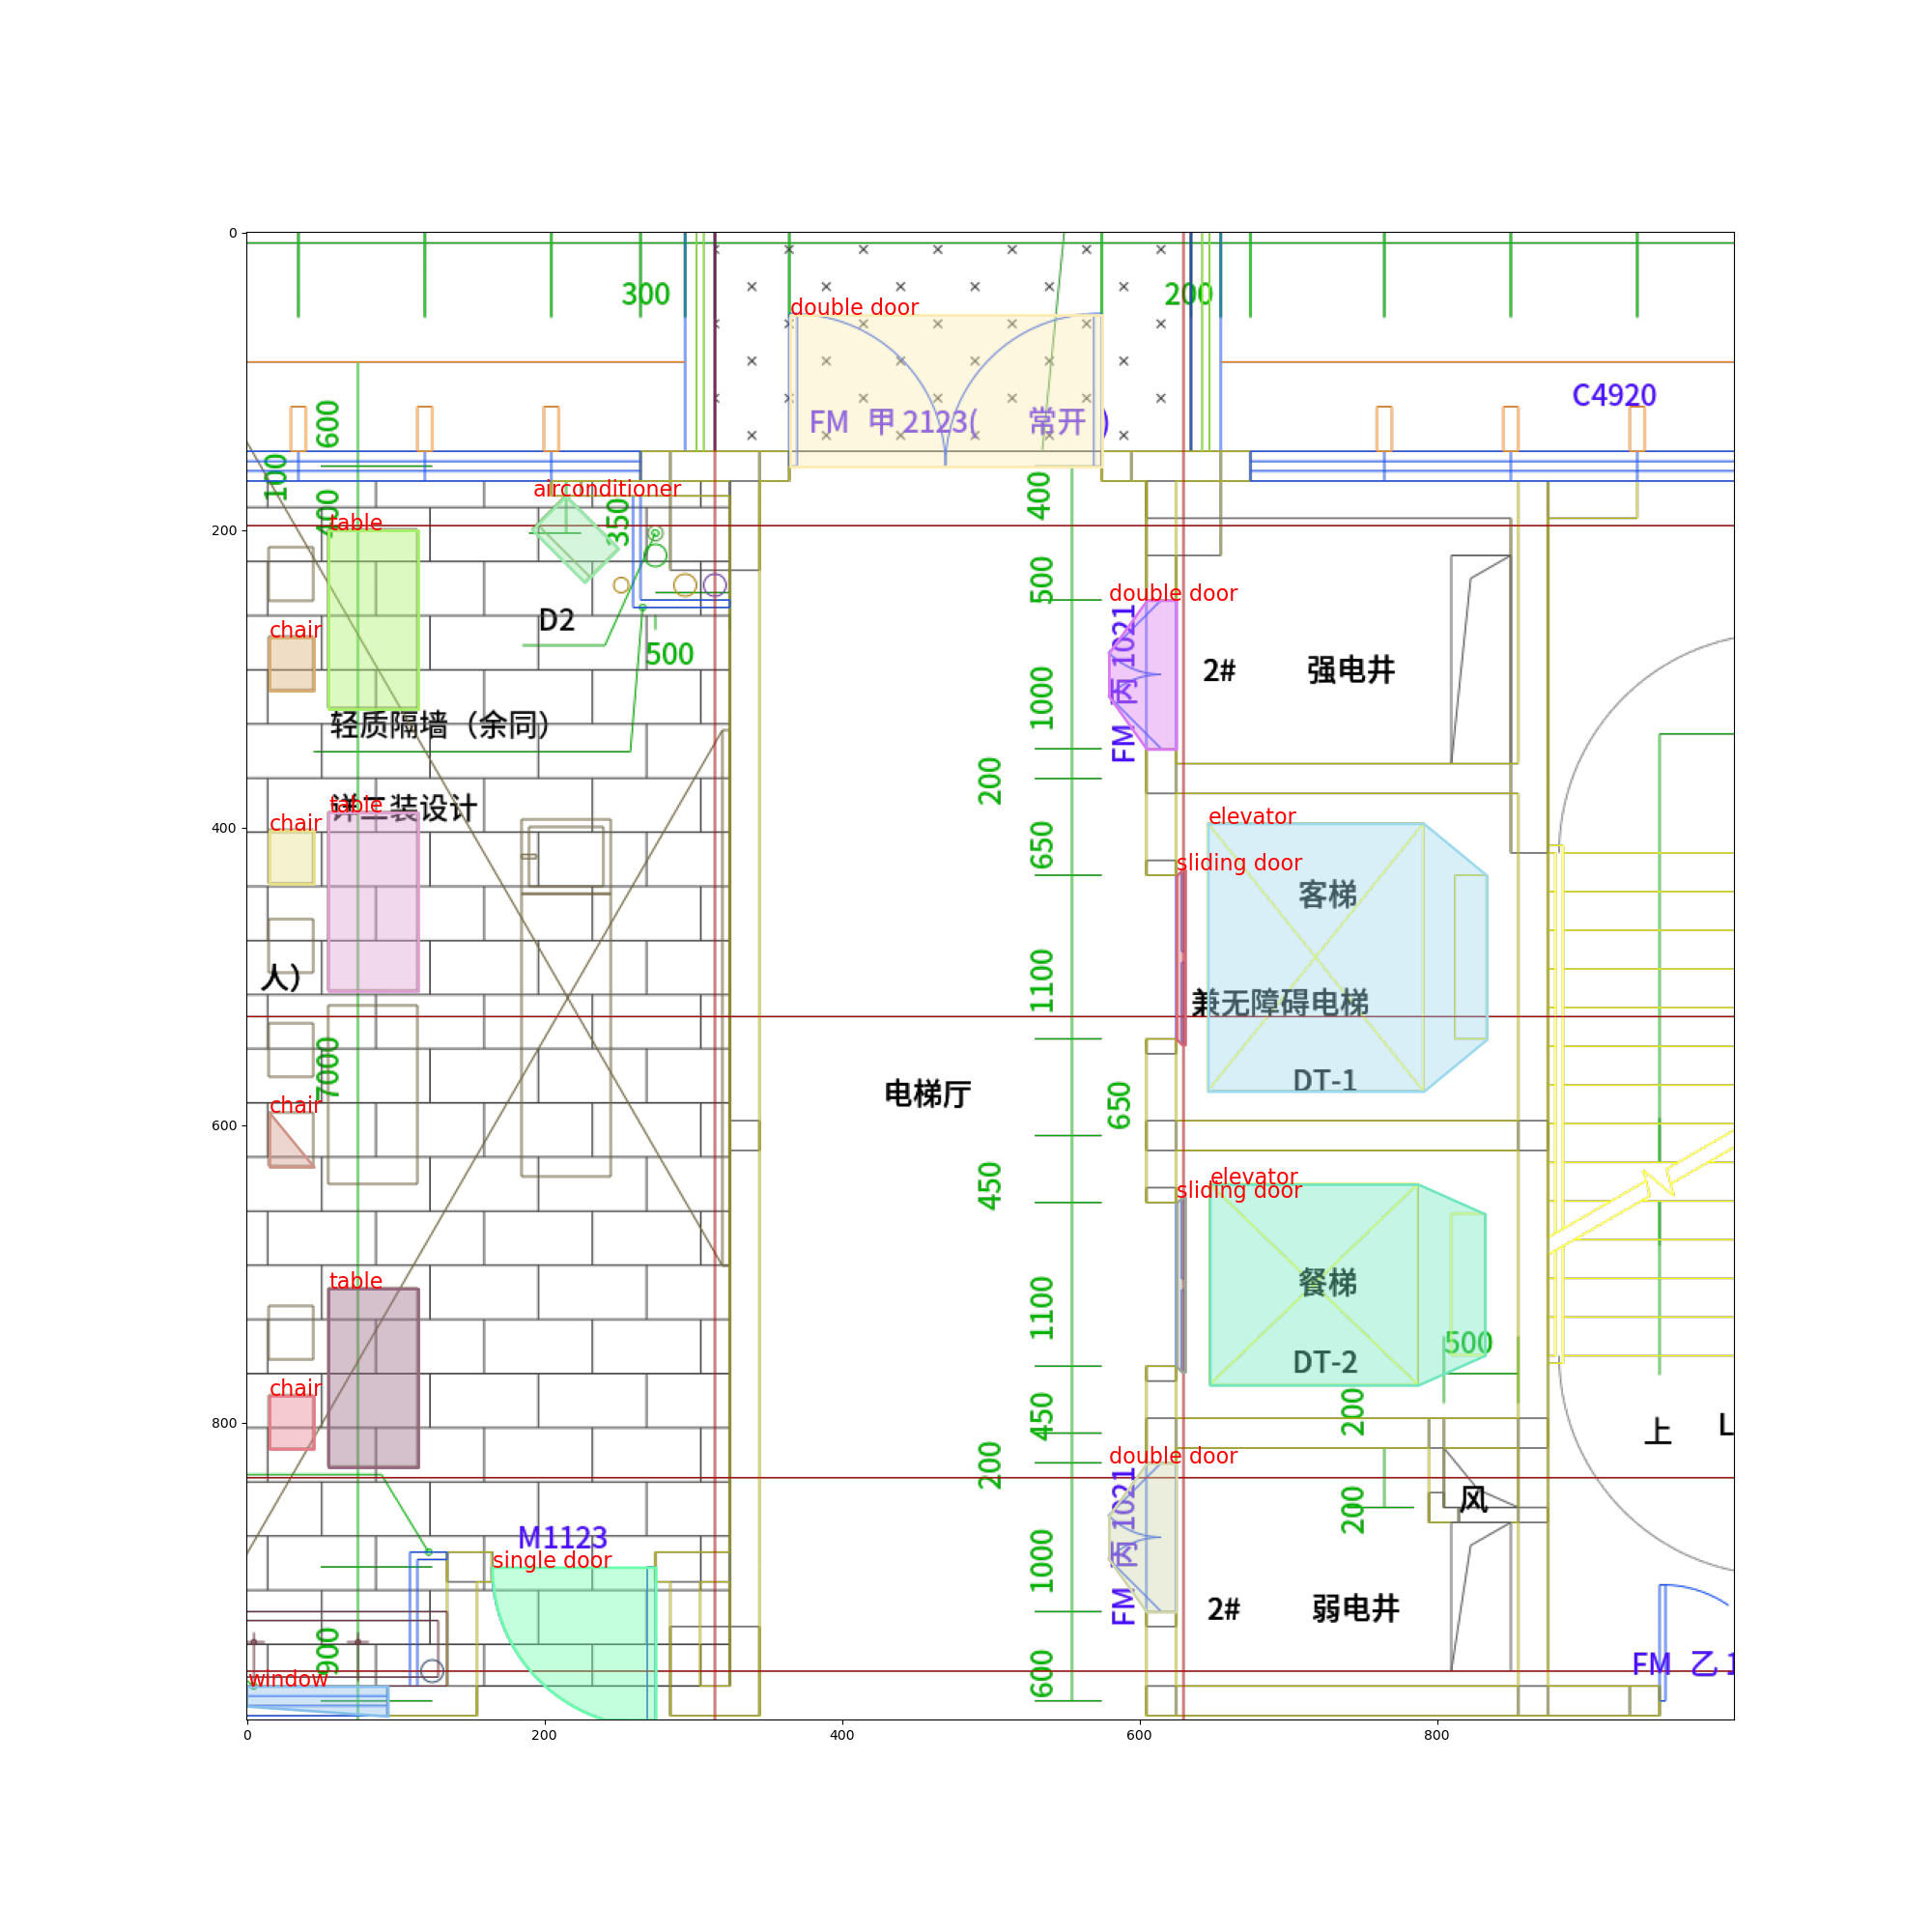 0
200
400
600
800
0
200
400
600
800
300
200
double door
C4920
FM 甲 2123( 常开 )
600
100
400
airconditioner
350
400
table
D2
500
chair
500
double door
FM 丙 1021
2# 强电井
1000
轻质隔墙（余同）
200
table
详二装设计
chair
elevator
650
sliding door
客梯
人）
1100
兼无障碍电梯
7000
DT-1
电梯厅
650
chair
elevator
sliding door
450
table
餐梯
1100
500
DT-2
chair
450
200
上 L
double door
200
FM 丙 1021
200
风
M1123
single door
1000
2# 弱电井
900
600
window
FM 乙 1